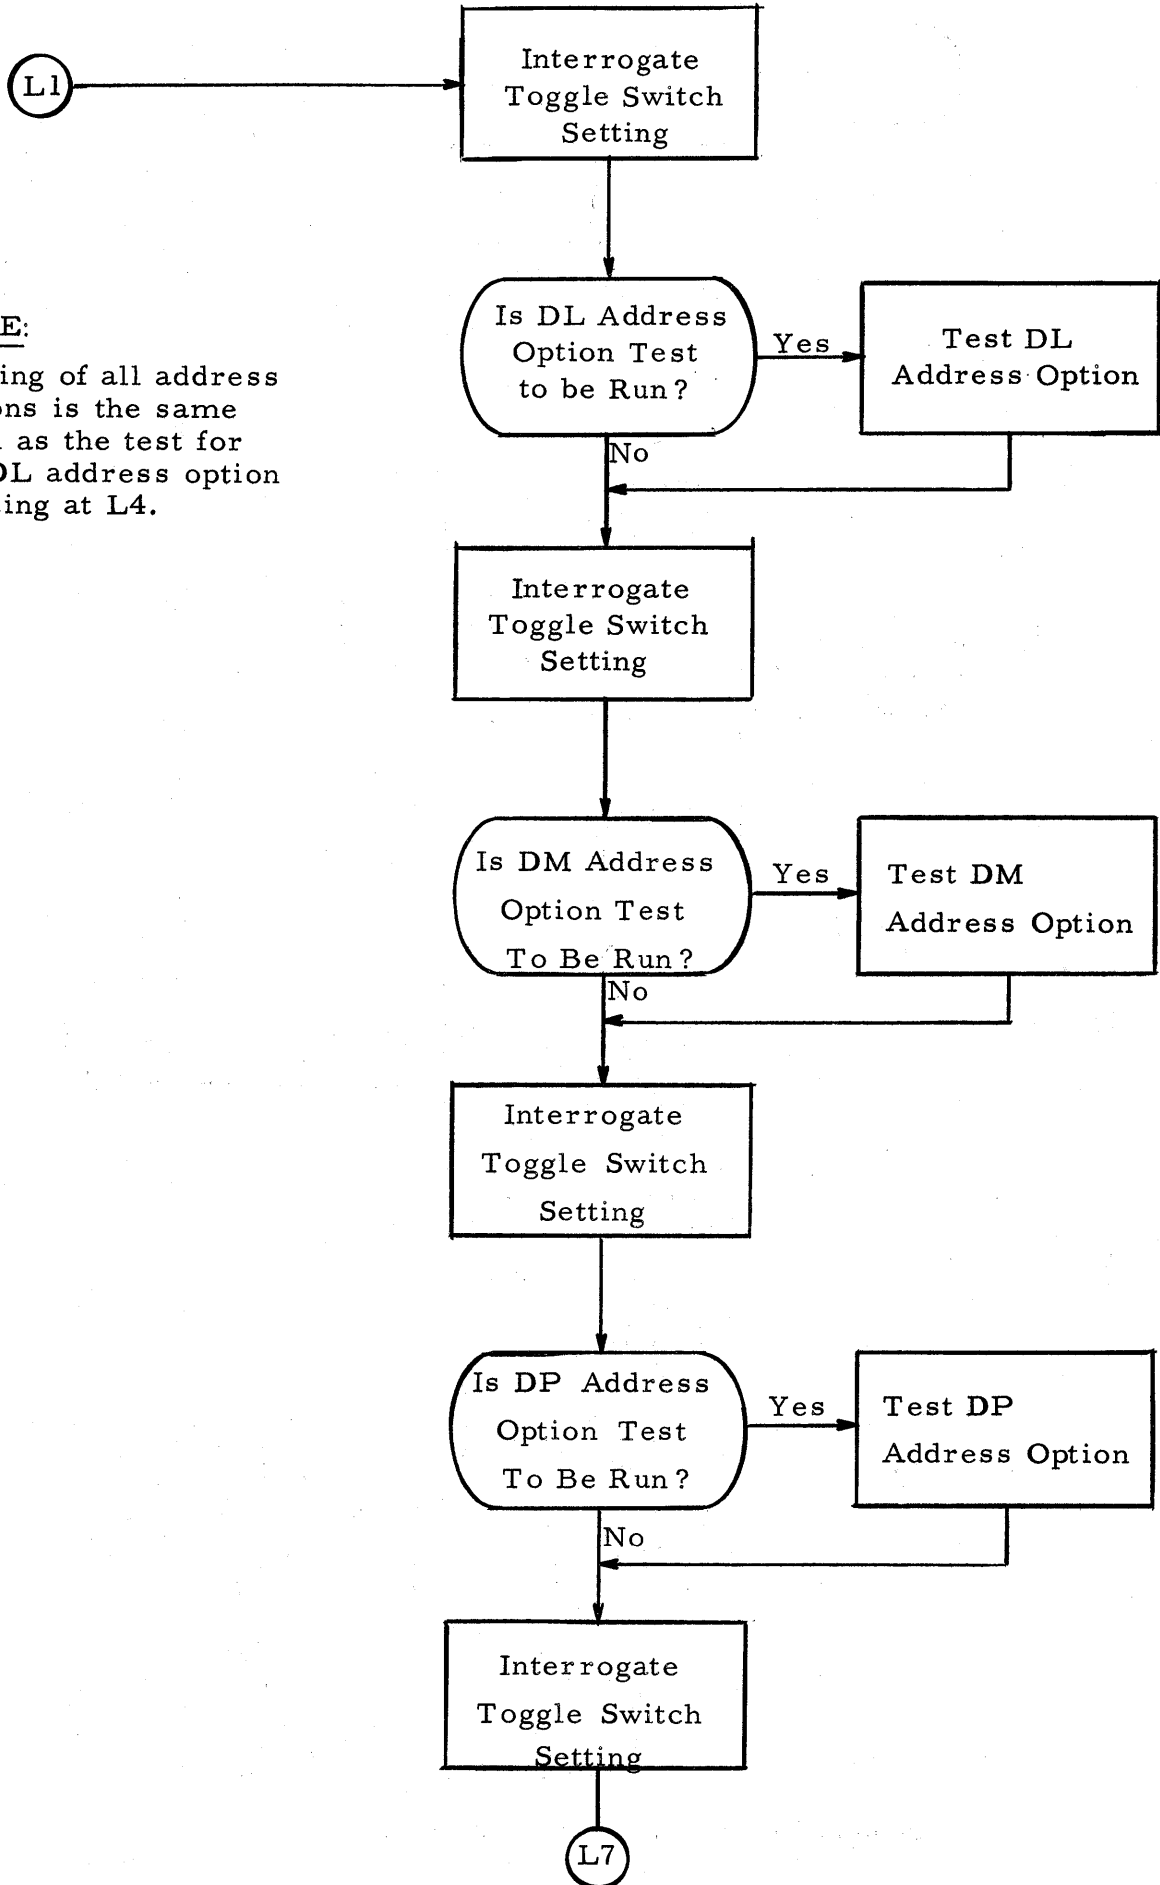 L1
Interrogate
Toggle Switch
Setting
Is DL Address
Option Test
to be Run?
Yes
Test DL
Address Option
No
E:
ing of all address
ons is the same
as the test for
DL address option
ing at L4.
Interrogate
Toggle Switch
Setting
Is DM Address
Option Test
To Be Run?
Yes
Test DM
Address Option
No
Interrogate
Toggle Switch
Setting
Is DP Address
Option Test
To Be Run?
Yes
Test DP
Address Option
No
Interrogate
Toggle Switch
Setting
L7